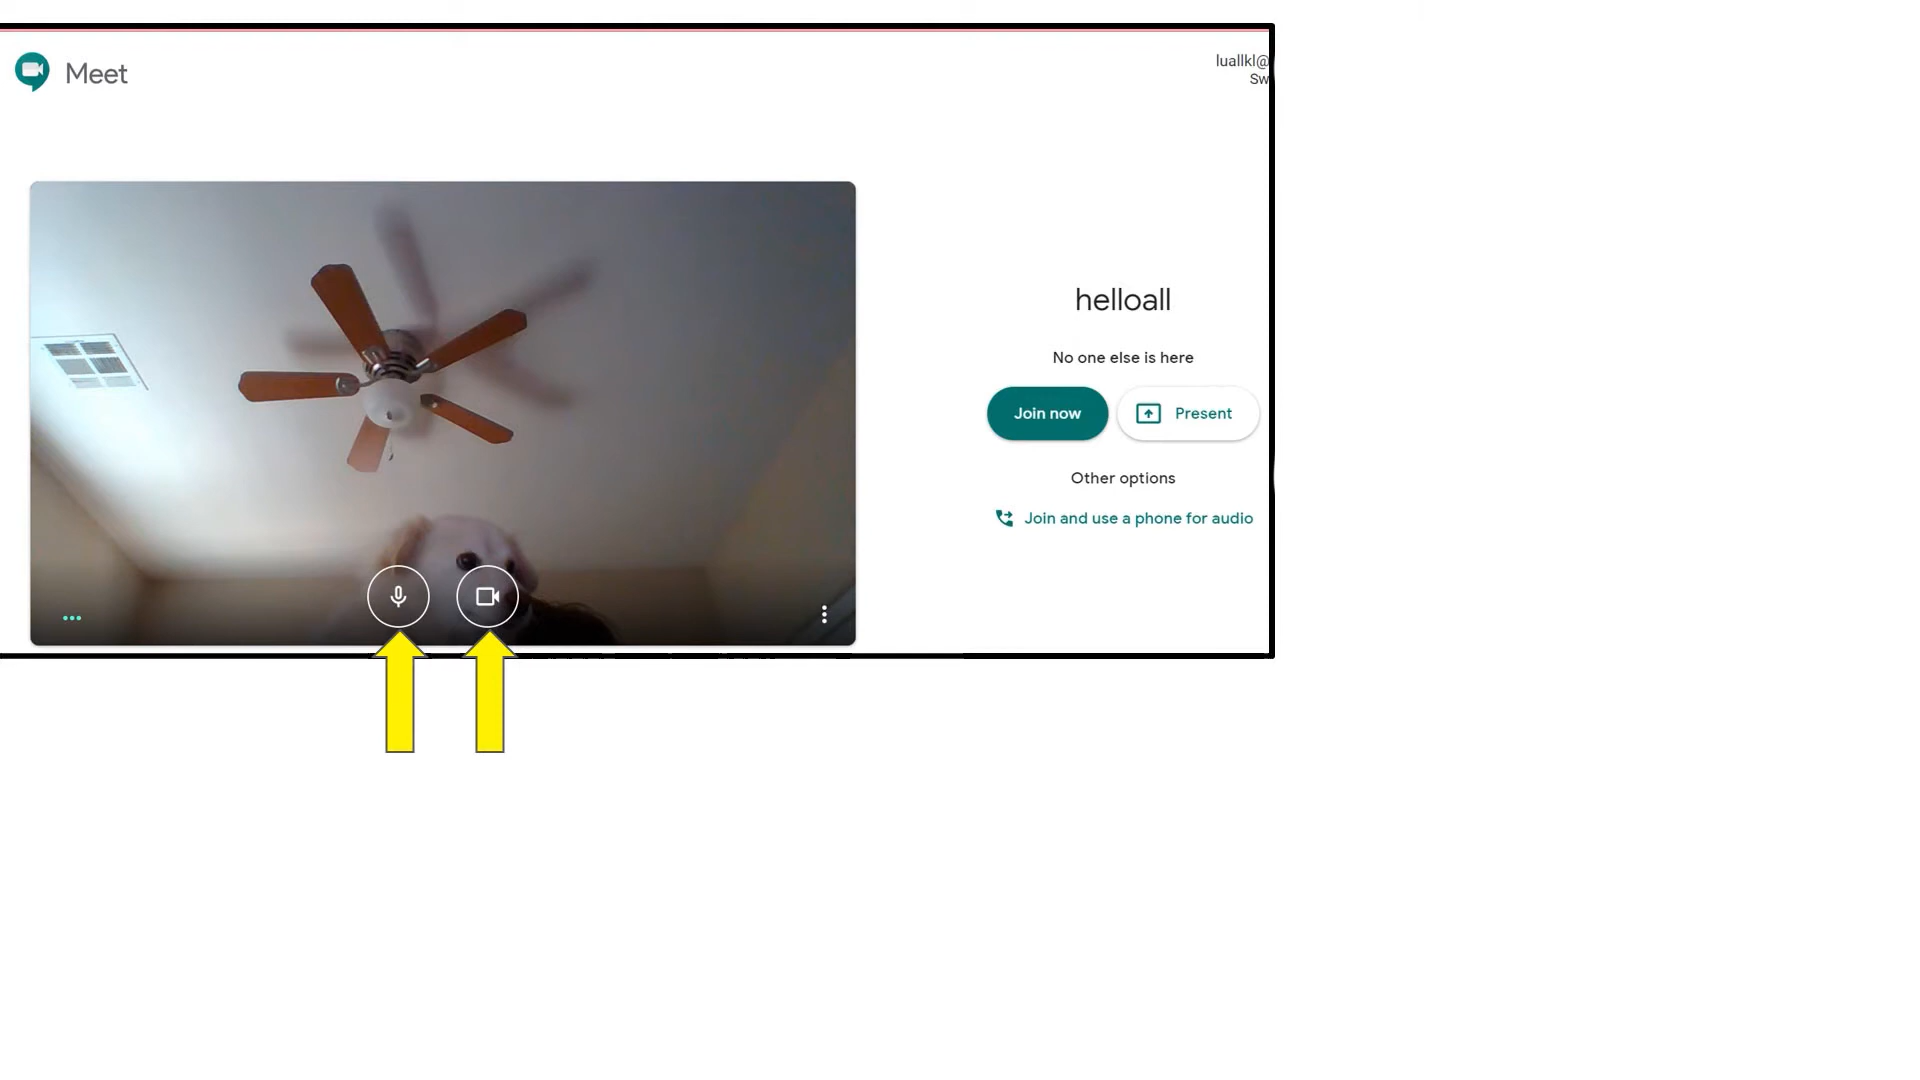 Meet
luallkl@
Sw
helloall
No one else is here
Join now
Present
Other options
Join and use a phone for audio